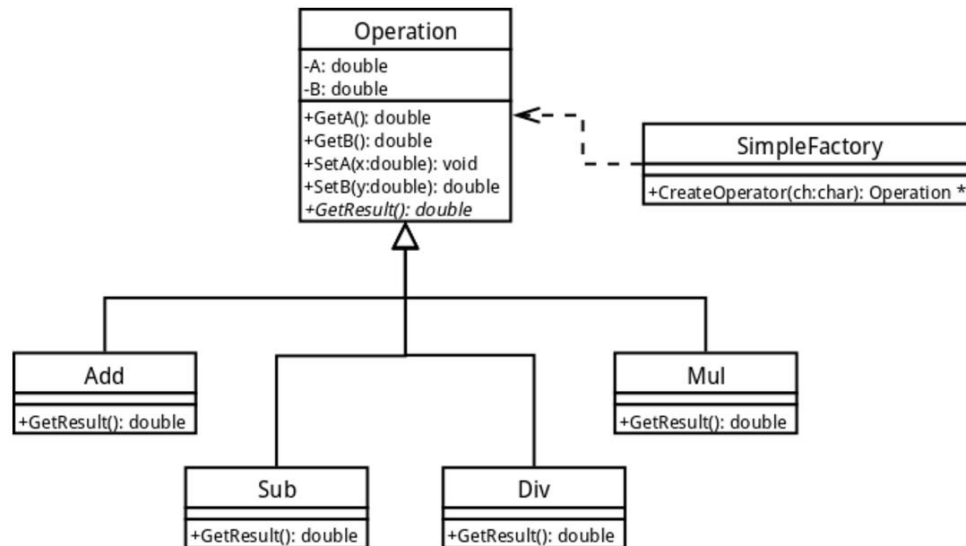 Operation
-A: double
-B: double
+GetA(): double
+GetB(): double
+SetA(x:double): void
+SetB(y:double): double
+GetResult(): double
SimpleFactory
+CreateOperator(ch:char): Operation *
Add
+GetResult(): double
Mul
+GetResult(): double
Sub
+GetResult(): double
Div
+GetResult(): double